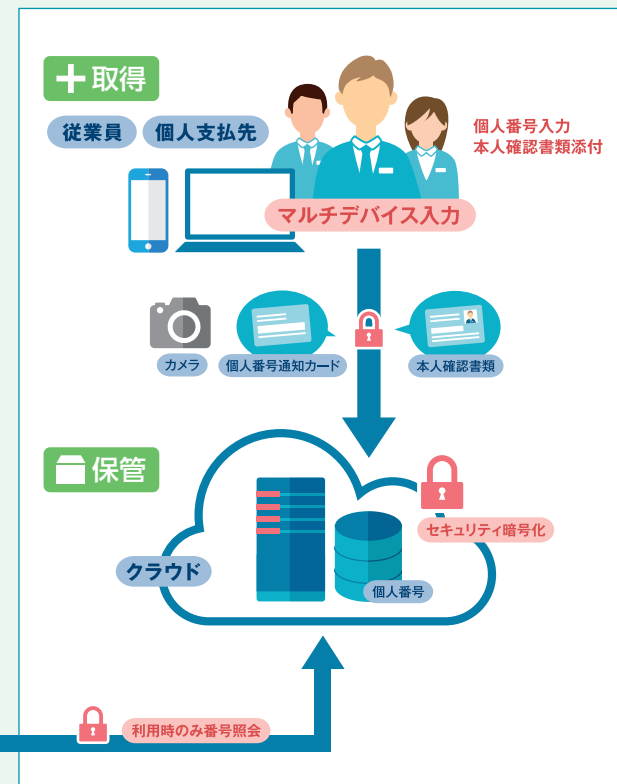 取得
従業員
個人支払先
個人番号入力
本人確認書類添付
マルチデバイス入力
カメラ
個人番号通知カード
本人確認書類
保管
セキュリティ暗号化
クラウド
個人番号
利用時のみ番号照会